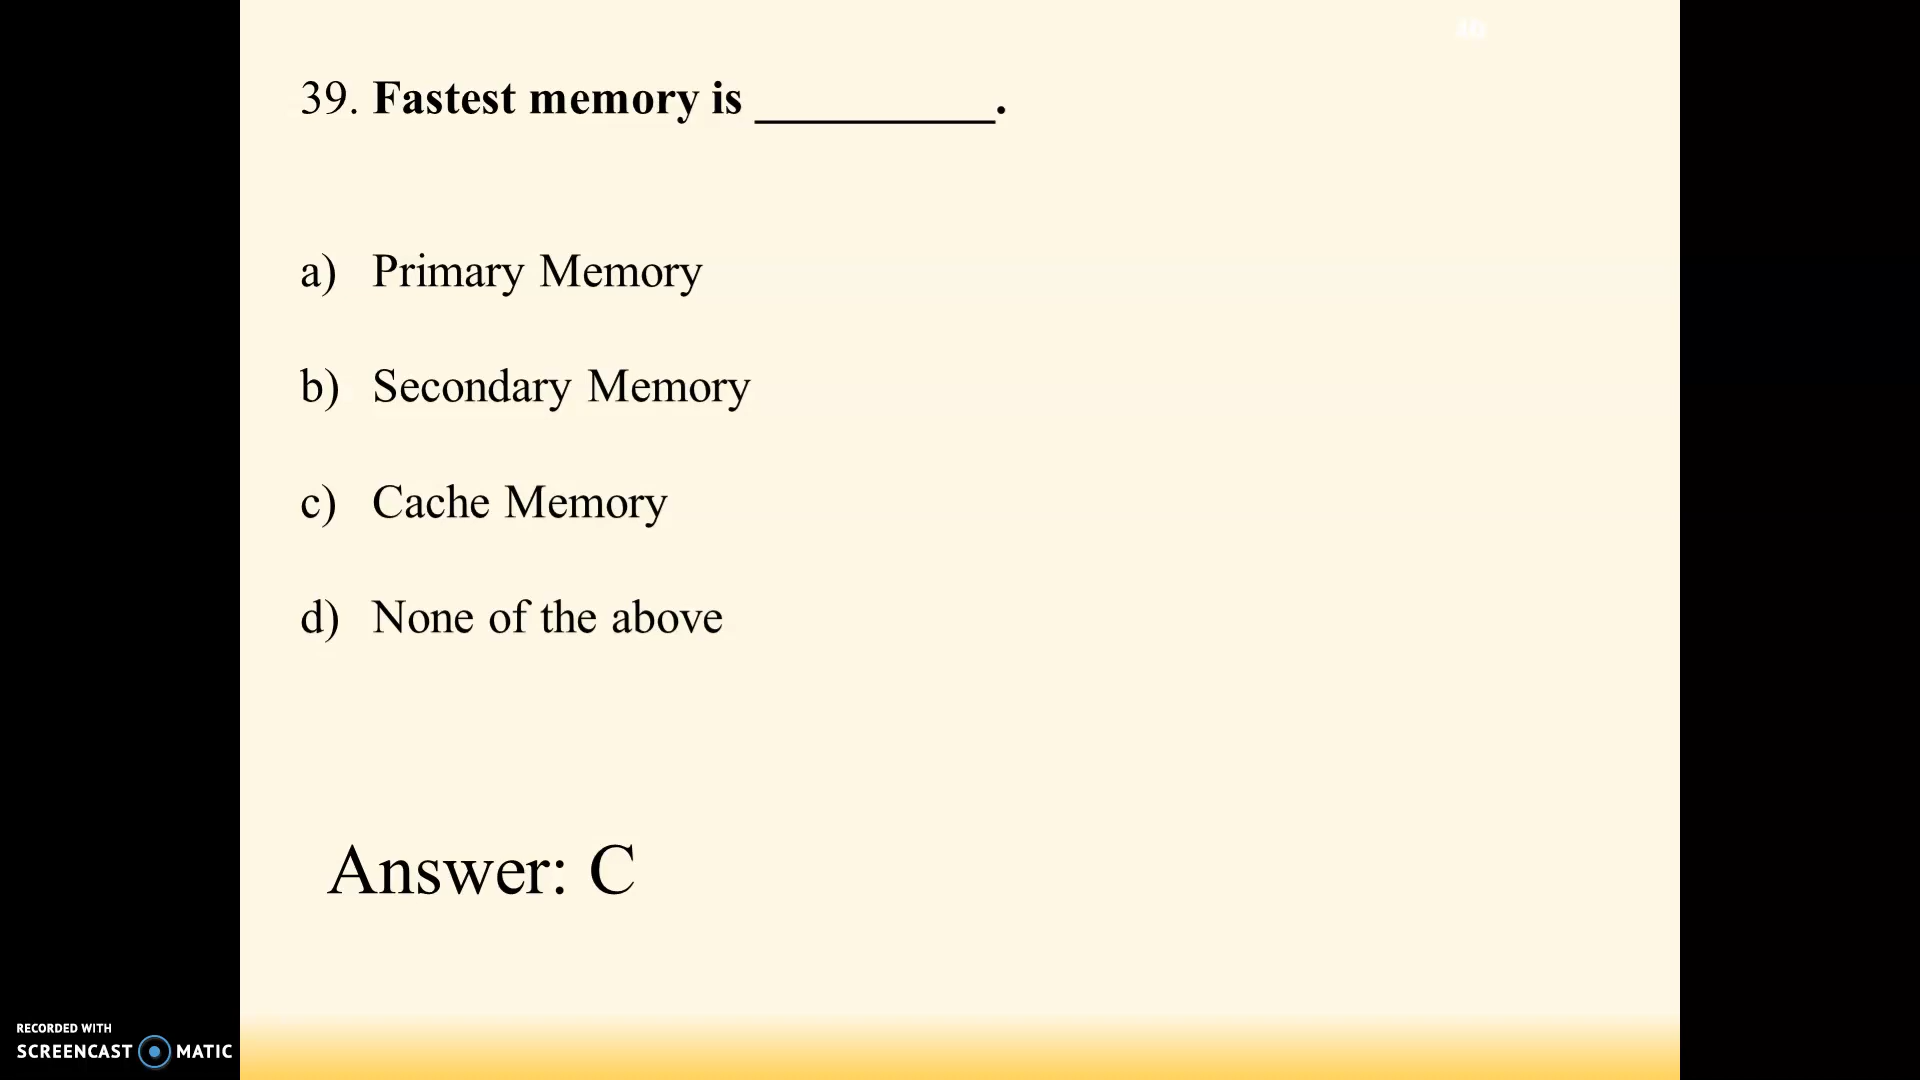 39. Fastest memory is __________.
a) Primary Memory
b) Secondary Memory
c) Cache Memory
d) None of the above
Answer: C
RECORDED WITH
SCREENCAST MATIC